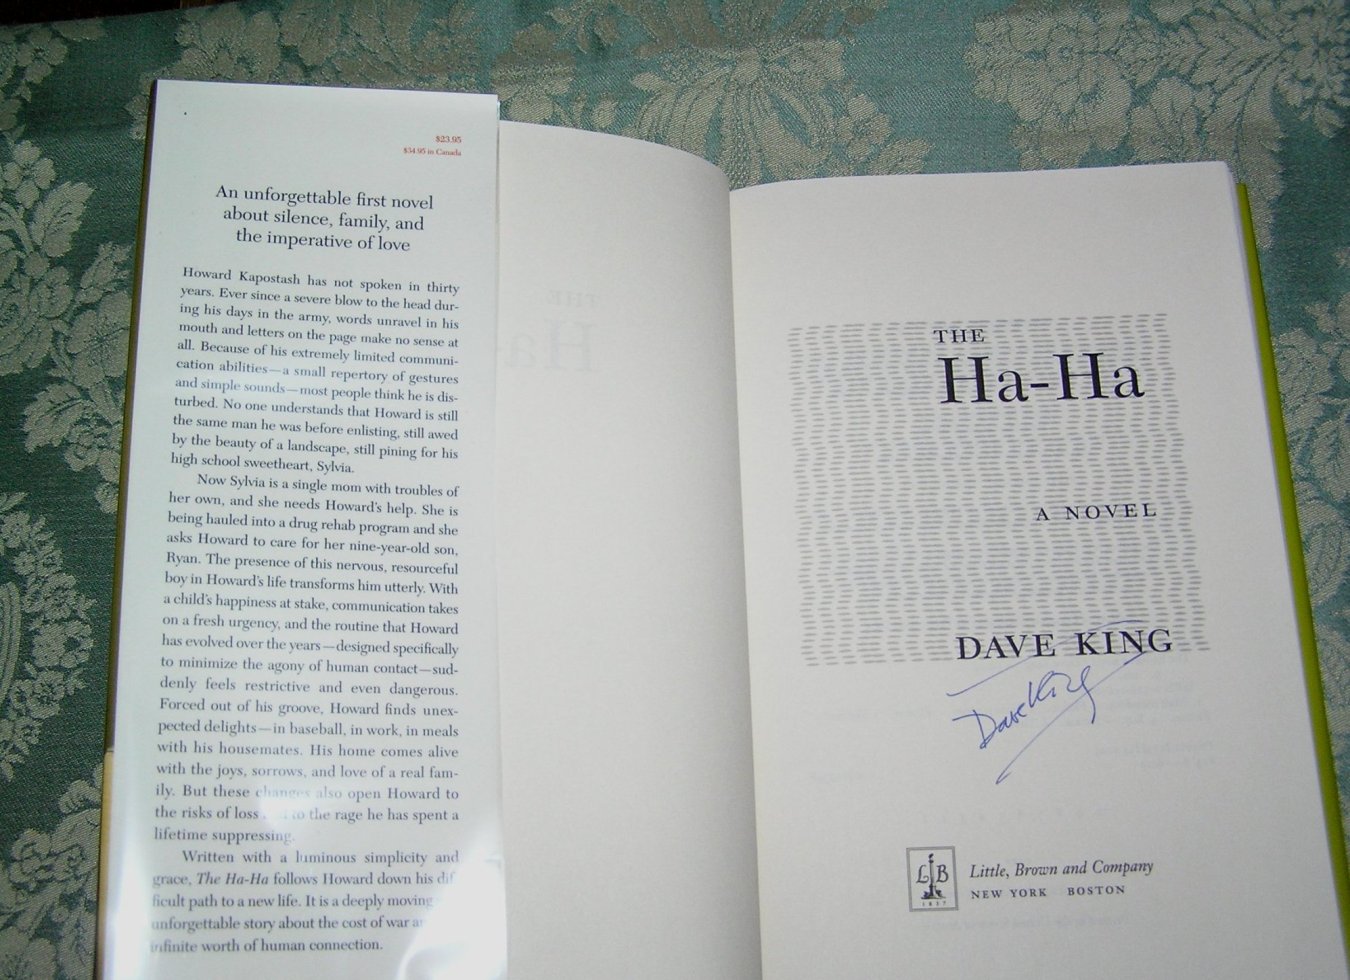 $23.95
$34.95 in Canada
An unforgettable first novel
about silence, family, and
the imperative of love
Howard Kapostash has not spoken in thirty
years. Ever since a severe blow to the head dur-
ing his days in the army, words unravel in his
mouth and letters on the page make no sense at
all. Because of his extremely limited communi-
cation abilities—a small repertory of gestures
and simple sounds—most people think he is dis-
turbed. No one understands that Howard is still
the same man he was before enlisting, still awed
by the beauty of a landscape, still pining for his
high school sweetheart, Sylvia.
Now Sylvia is a single mom with troubles of
her own, and she needs Howard's help. She is
being hauled into a drug rehab program and she
asks Howard to care for her nine-year-old son,
Ryan. The presence of this nervous, resourceful
boy in Howard's life transforms him utterly. With
a child's happiness at stake, communication takes
on a fresh urgency, and the routine that Howard
has evolved over the years—designed specifically
to minimize the agony of human contact—sud-
denly feels restrictive and even dangerous.
Forced out of his groove, Howard finds unex-
pected delights—in baseball, in work, in meals
with his housemates. His home comes alive
with the joys, sorrows, and love of a real fam-
ily. But these changes also open Howard to
the risks of loss to the rage he has spent a
lifetime suppressing.
Written with a luminous simplicity and
grace, The Ha-Ha follows Howard down his dif
ficult path to a new life. It is a deeply moving
unforgettable story about the cost of war
infinite worth of human connection.
THE
Ha-Ha
A NOVEL
DAVE KING
Dave King
LB
1837
Little, Brown and Company
NEW YORK BOSTON